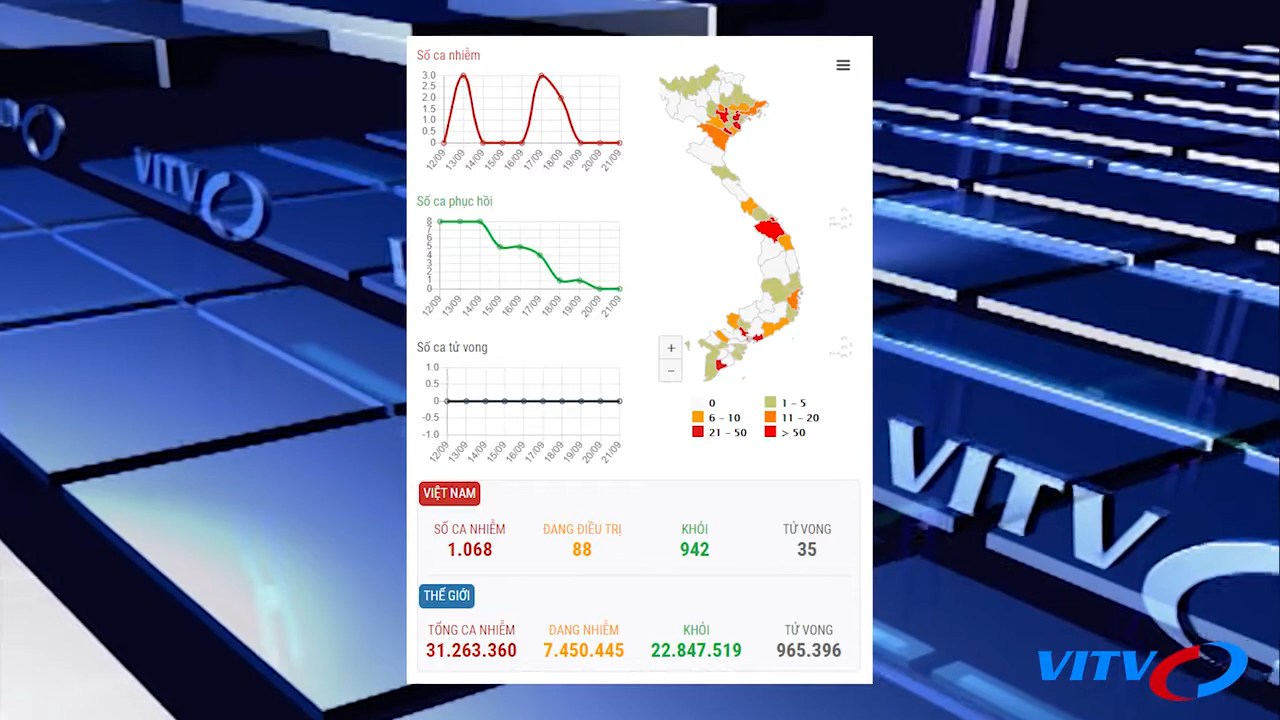 Số ca nhiễm
3.0
2.5
2.0
1.5
1.0
0.5
0
12/09 13/09 14/09 15/09 16/09 17/09 18/09 19/09 20/09 21/09
Số ca phục hồi
8
7
6
5
4
3
2
1
0
12/09 13/09 14/09 15/09 16/09 17/09 18/09 19/09 20/09 21/09
Số ca tử vong
1.0
0.5
0
-0.5
-1.0
12/09 13/09 14/09 15/09 16/09 17/09 18/09 19/09 20/09 21/09
+
−
0 1 – 5
6 – 10 11 – 20
21 – 50 > 50
VIỆT NAM
SỐ CA NHIỄM ĐANG ĐIỀU TRỊ KHỎI TỬ VONG
1.068 88 942 35
THẾ GIỚI
TỔNG CA NHIỄM ĐANG NHIỄM KHỎI TỬ VONG
31.263.360 7.450.445 22.847.519 965.396
VITV
VITV
VITV